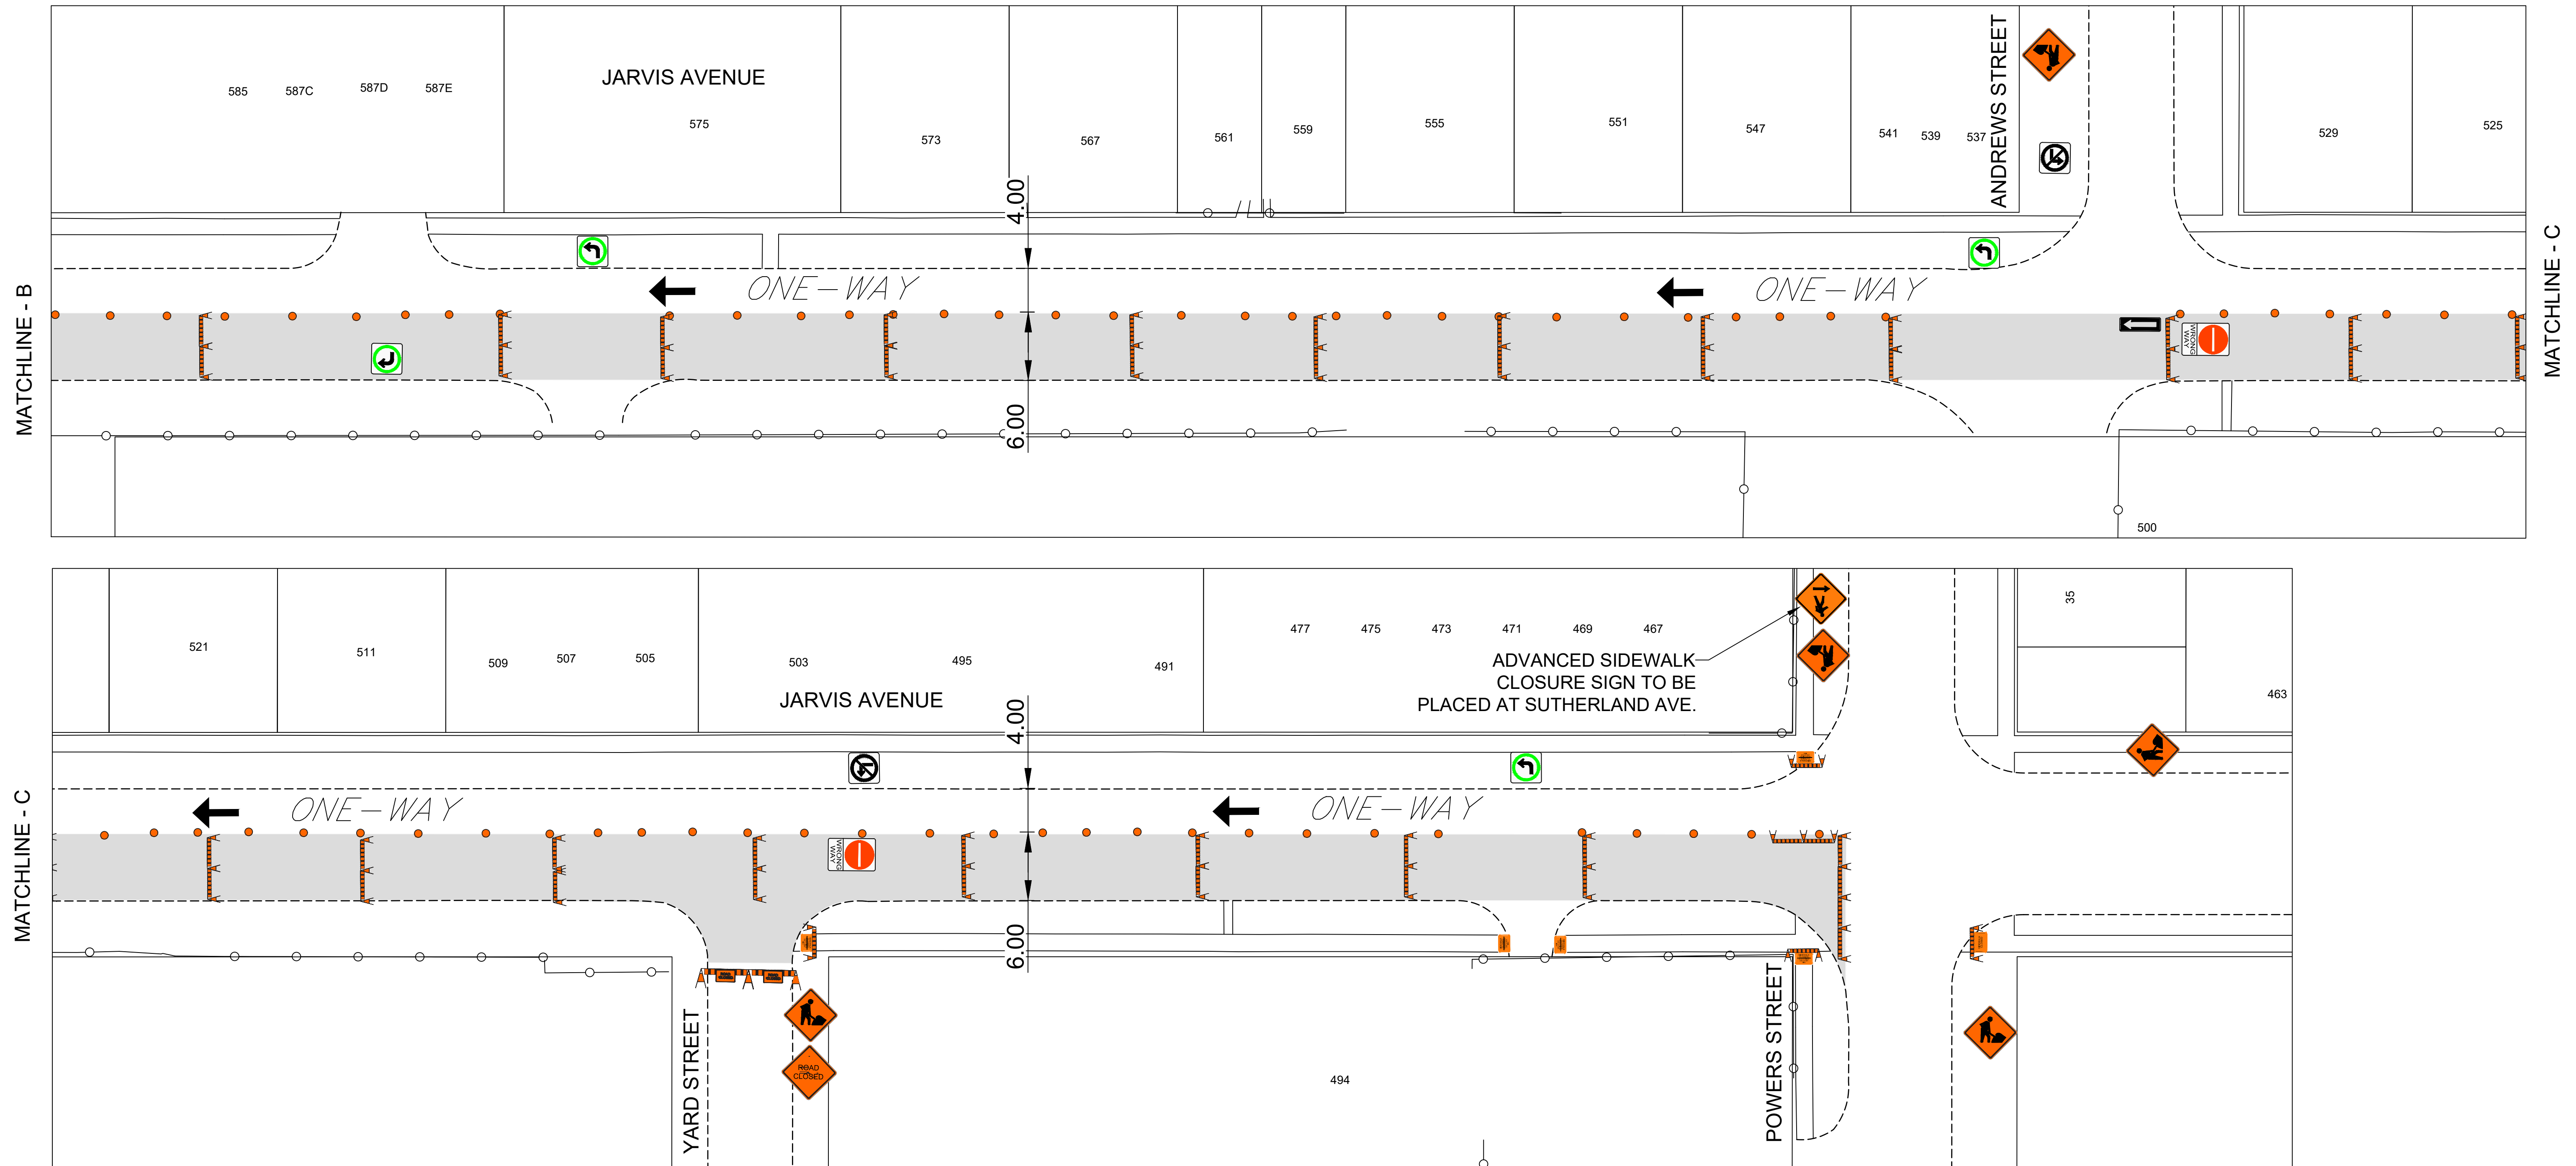 JARVIS AVENUE
585
587C
587D
587E
575
573
567
561
559
555
551
547
541
539
537
ANDREWS STREET
529
525
4.00
MATCHLINE - B
ONE-WAY
ONE-WAY
WRONG WAY
MATCHLINE - C
6.00
500
521
511
509
507
505
503
495
491
477
475
473
471
469
467
35
463
JARVIS AVENUE
ADVANCED SIDEWALK
CLOSURE SIGN TO BE
PLACED AT SUTHERLAND AVE.
4.00
MATCHLINE - C
ONE-WAY
ONE-WAY
WRONG WAY
6.00
YARD STREET
ROAD
CLOSED
494
POWERS STREET